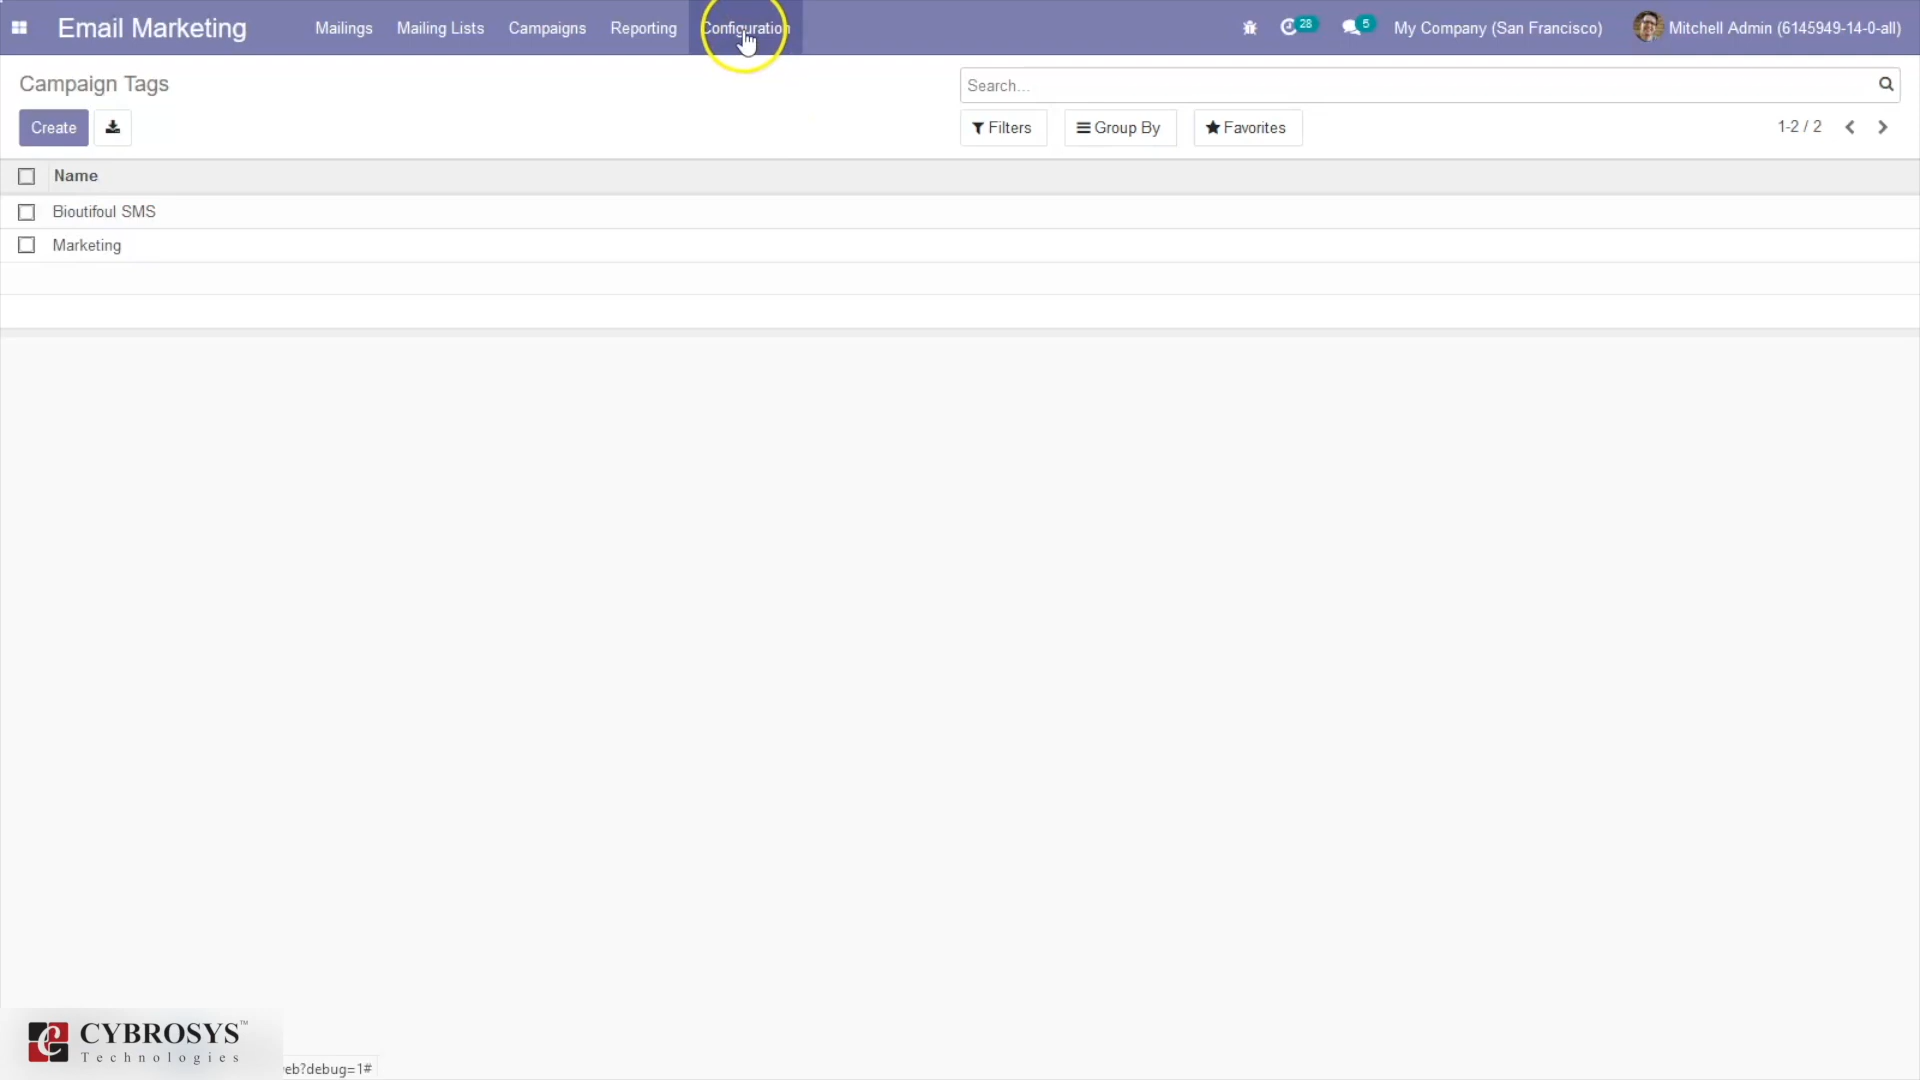 Email Marketing Mailings Mailing Lists Campaigns Reporting Configuration 28 5 My Company (San Francisco) Mitchell Admin (6145949-14-0-all)
Campaign Tags
Search...
Create Filters Group By Favorites 1-2 / 2
Name
Bioutifoul SMS
Marketing
CYBROSYS™
Technologies
eb?debug=1#